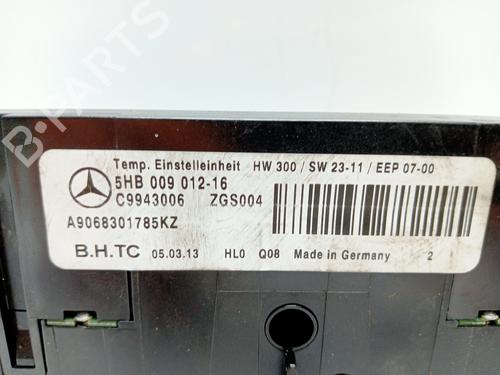 B-PARTS
Temp. Einstelleinheit HW 300 / SW 23-11 / EEP 07-00
5HB 009 012-16
C9943006 ZGS004
A9068301785KZ
B.H.TC 05.03.13 HL0 Q08 Made in Germany 2